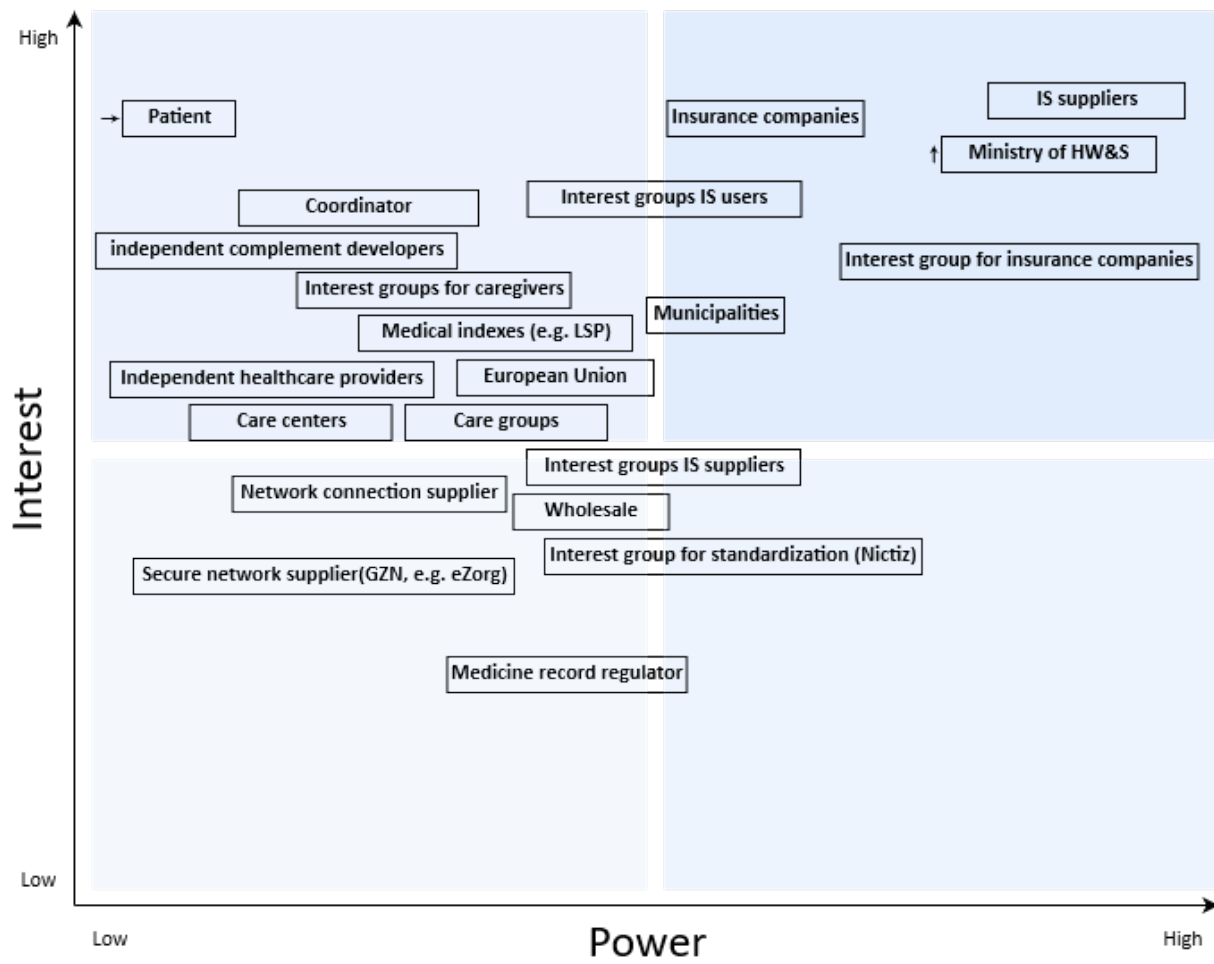 High
IS suppliers
Patient
Insurance companies
Ministry of HW&S
Interest groups IS users
Coordinator
independent complement developers
Interest group for insurance companies
Interest groups for caregivers
Municipalities
Medical indexes (e.g. LSP)
Independent healthcare providers
European Union
Care centers
Care groups
Interest
Interest groups IS suppliers
Network connection supplier
Wholesale
Interest group for standardization (Nictiz)
Secure network supplier(GZN, e.g. eZorg)
Medicine record regulator
Low
Low
Power
High